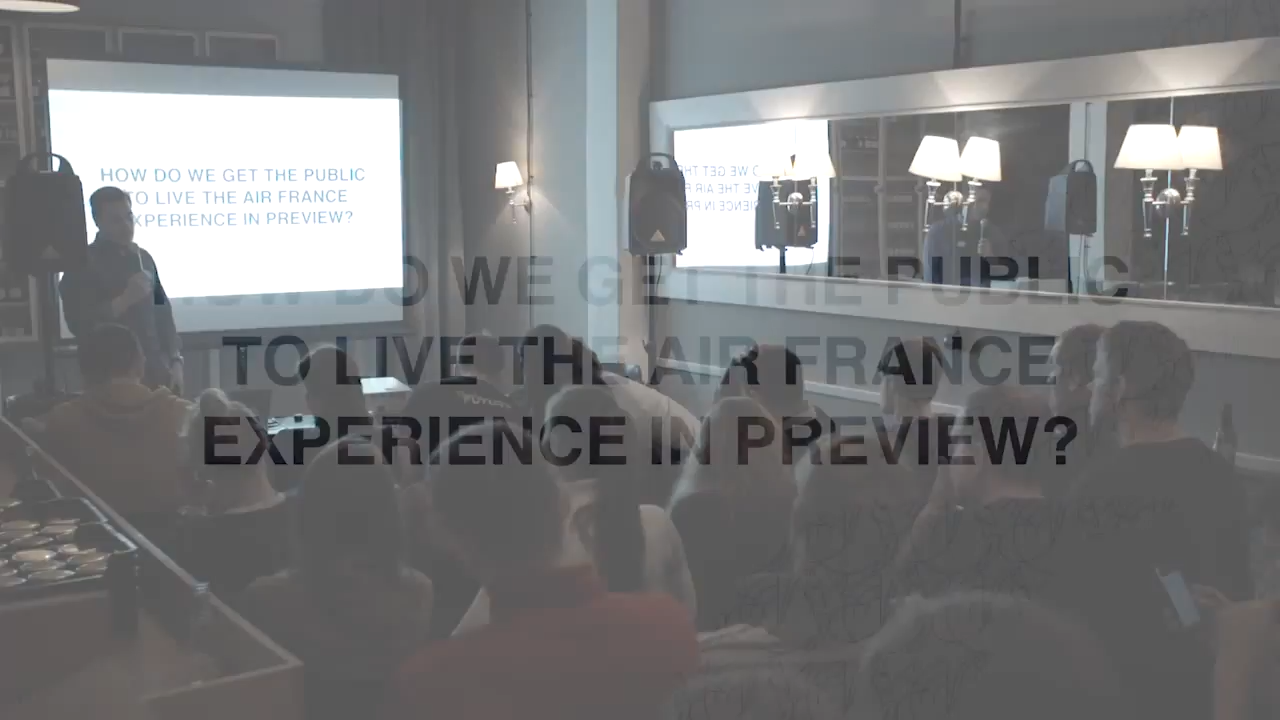 HOW DO WE GET THE PUBLIC
TO LIVE THE AIR FRANCE
EXPERIENCE IN PREVIEW?
HOW DO WE GET THE PUBLIC
TO LIVE THE AIR FRANCE
EXPERIENCE IN PREVIEW?